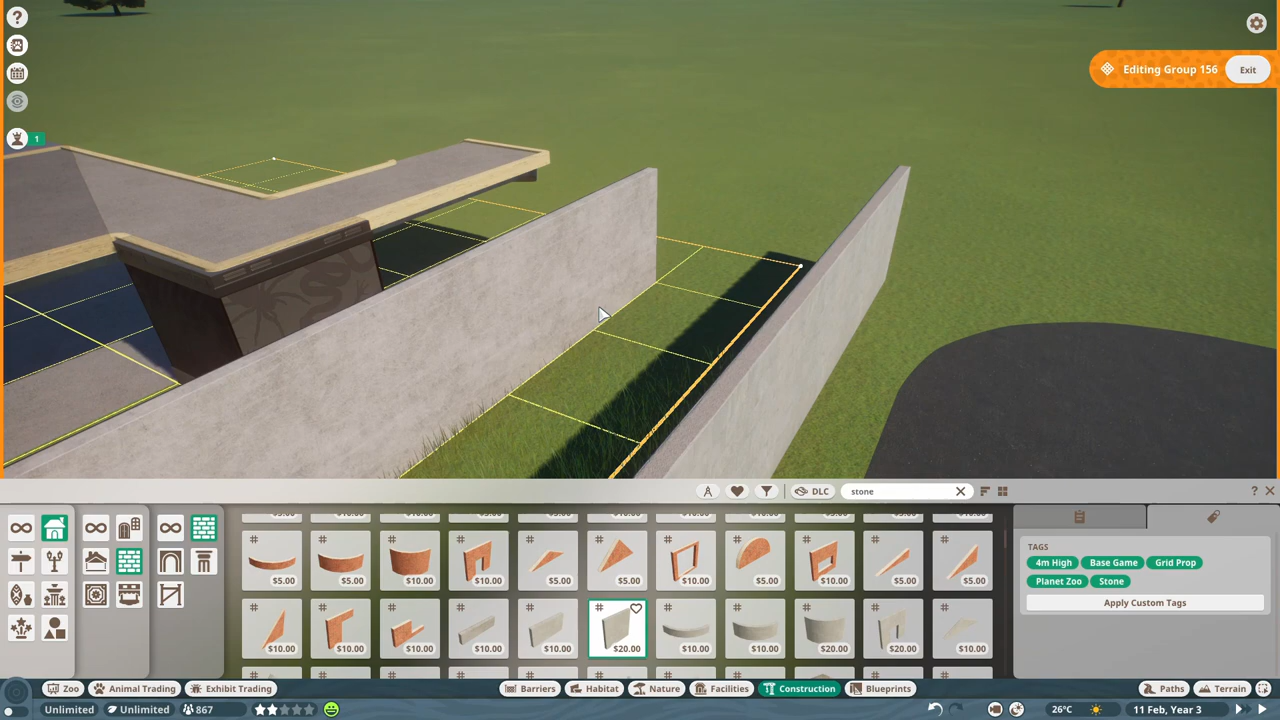 ?
Editing Group 156
Exit
1
DLC
stone
?
$5.00
$5.00
$10.00
$10.00
$5.00
$5.00
$10.00
$5.00
$10.00
$5.00
$5.00
$10.00
$10.00
$10.00
$10.00
$10.00
$20.00
$10.00
$10.00
$20.00
$20.00
$10.00
TAGS
4m High
Base Game
Grid Prop
Planet Zoo
Stone
Apply Custom Tags
Zoo
Animal Trading
Exhibit Trading
Barriers
Habitat
Nature
Facilities
Construction
Blueprints
Paths
Terrain
Unlimited
Unlimited
867
26°C
11 Feb, Year 3